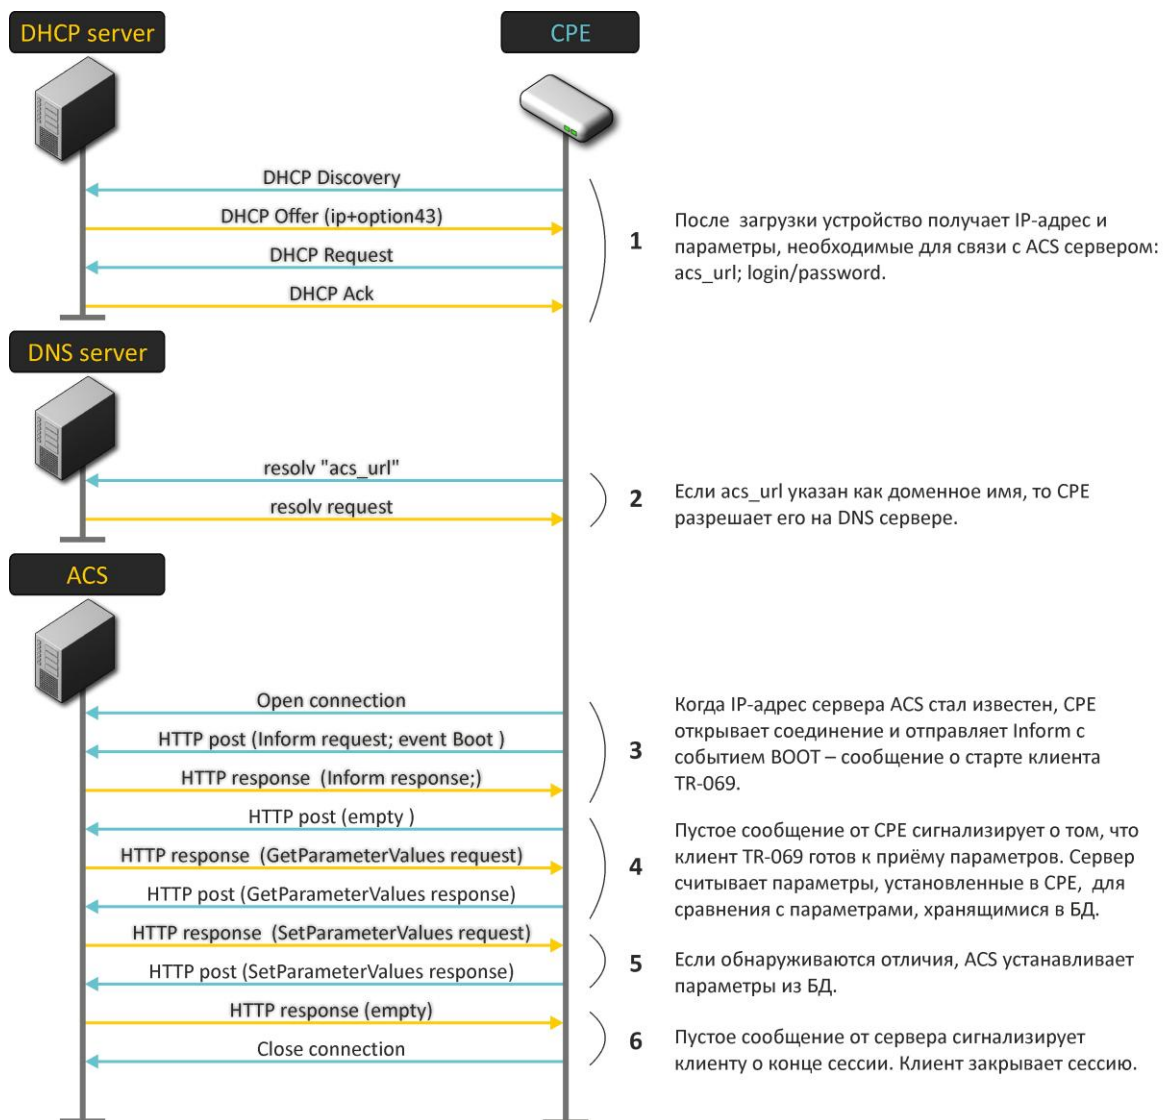 DHCP server
CPE
DHCP Discovery
DHCP Offer (ip+option43)
DHCP Request
DHCP Ack
1
После загрузки устройство получает IP-адрес и
параметры, необходимые для связи с ACS сервером:
acs_url; login/password.
DNS server
resolv "acs_url"
resolv request
2
Если acs_url указан как доменное имя, то CPE
разрешает его на DNS сервере.
ACS
Open connection
HTTP post (Inform request; event Boot )
HTTP response (Inform response;)
3
Когда IP-адрес сервера ACS стал известен, CPE
открывает соединение и отправляет Inform с
событием BOOT – сообщение о старте клиента
TR-069.
HTTP post (empty )
HTTP response (GetParameterValues request)
HTTP post (GetParameterValues response)
4
Пустое сообщение от CPE сигнализирует о том, что
клиент TR-069 готов к приёму параметров. Сервер
считывает параметры, установленные в CPE, для
сравнения с параметрами, хранящимися в БД.
HTTP response (SetParameterValues request)
HTTP post (SetParameterValues response)
5
Если обнаруживаются отличия, ACS устанавливает
параметры из БД.
HTTP response (empty)
Close connection
6
Пустое сообщение от сервера сигнализирует
клиенту о конце сессии. Клиент закрывает сессию.